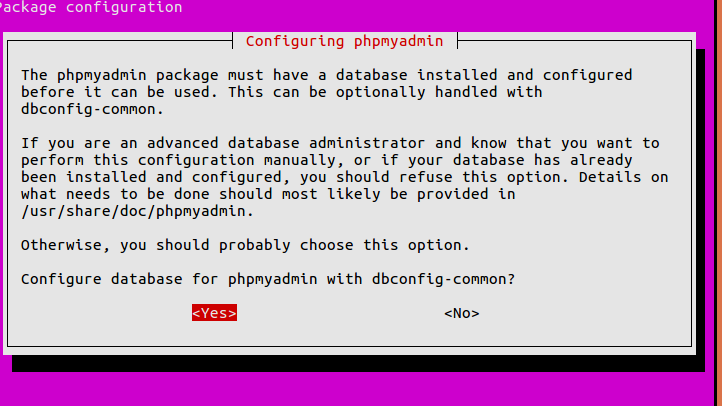 Package configuration
Configuring phpmyadmin
The phpmyadmin package must have a database installed and configured
before it can be used. This can be optionally handled with
dbconfig-common.
If you are an advanced database administrator and know that you want to
perform this configuration manually, or if your database has already
been installed and configured, you should refuse this option. Details on
what needs to be done should most likely be provided in
/usr/share/doc/phpmyadmin.
Otherwise, you should probably choose this option.
Configure database for phpmyadmin with dbconfig-common?
<Yes> <No>